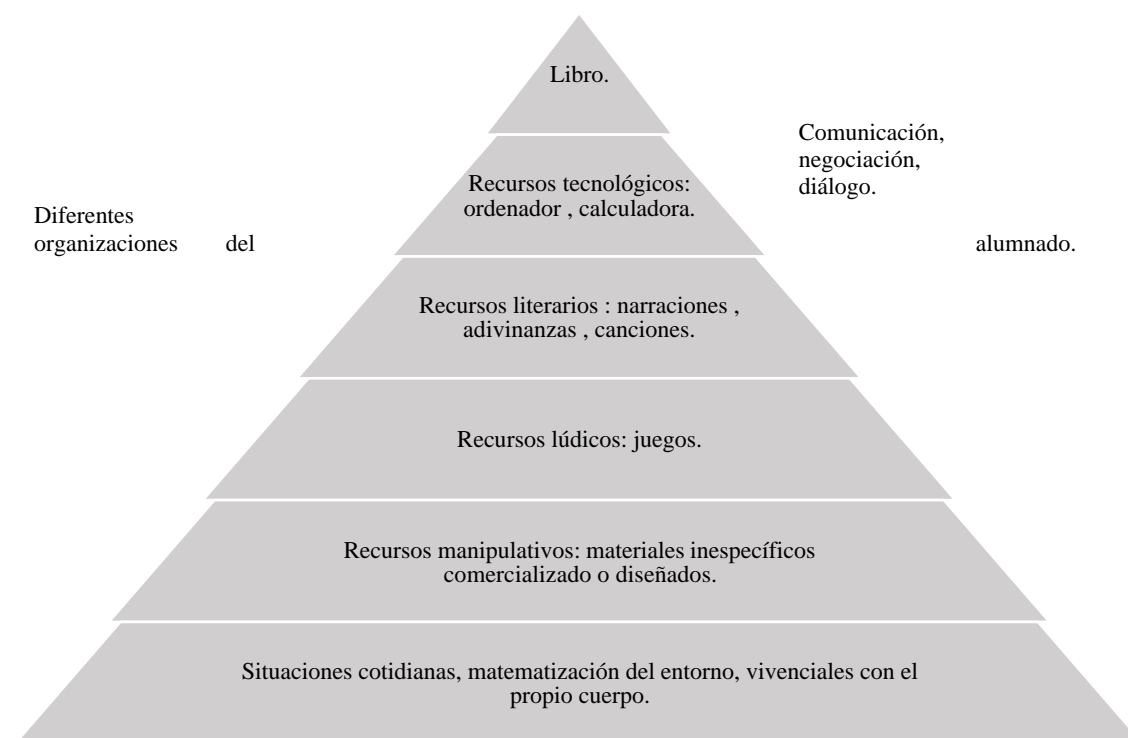 Libro.
Comunicación,
negociación,
diálogo.
Recursos tecnológicos:
ordenador , calculadora.
Diferentes
organizaciones del alumnado.
Recursos literarios : narraciones ,
adivinanzas , canciones.
Recursos lúdicos: juegos.
Recursos manipulativos: materiales inespecíficos
comercializado o diseñados.
Situaciones cotidianas, matematización del entorno, vivenciales con el
propio cuerpo.